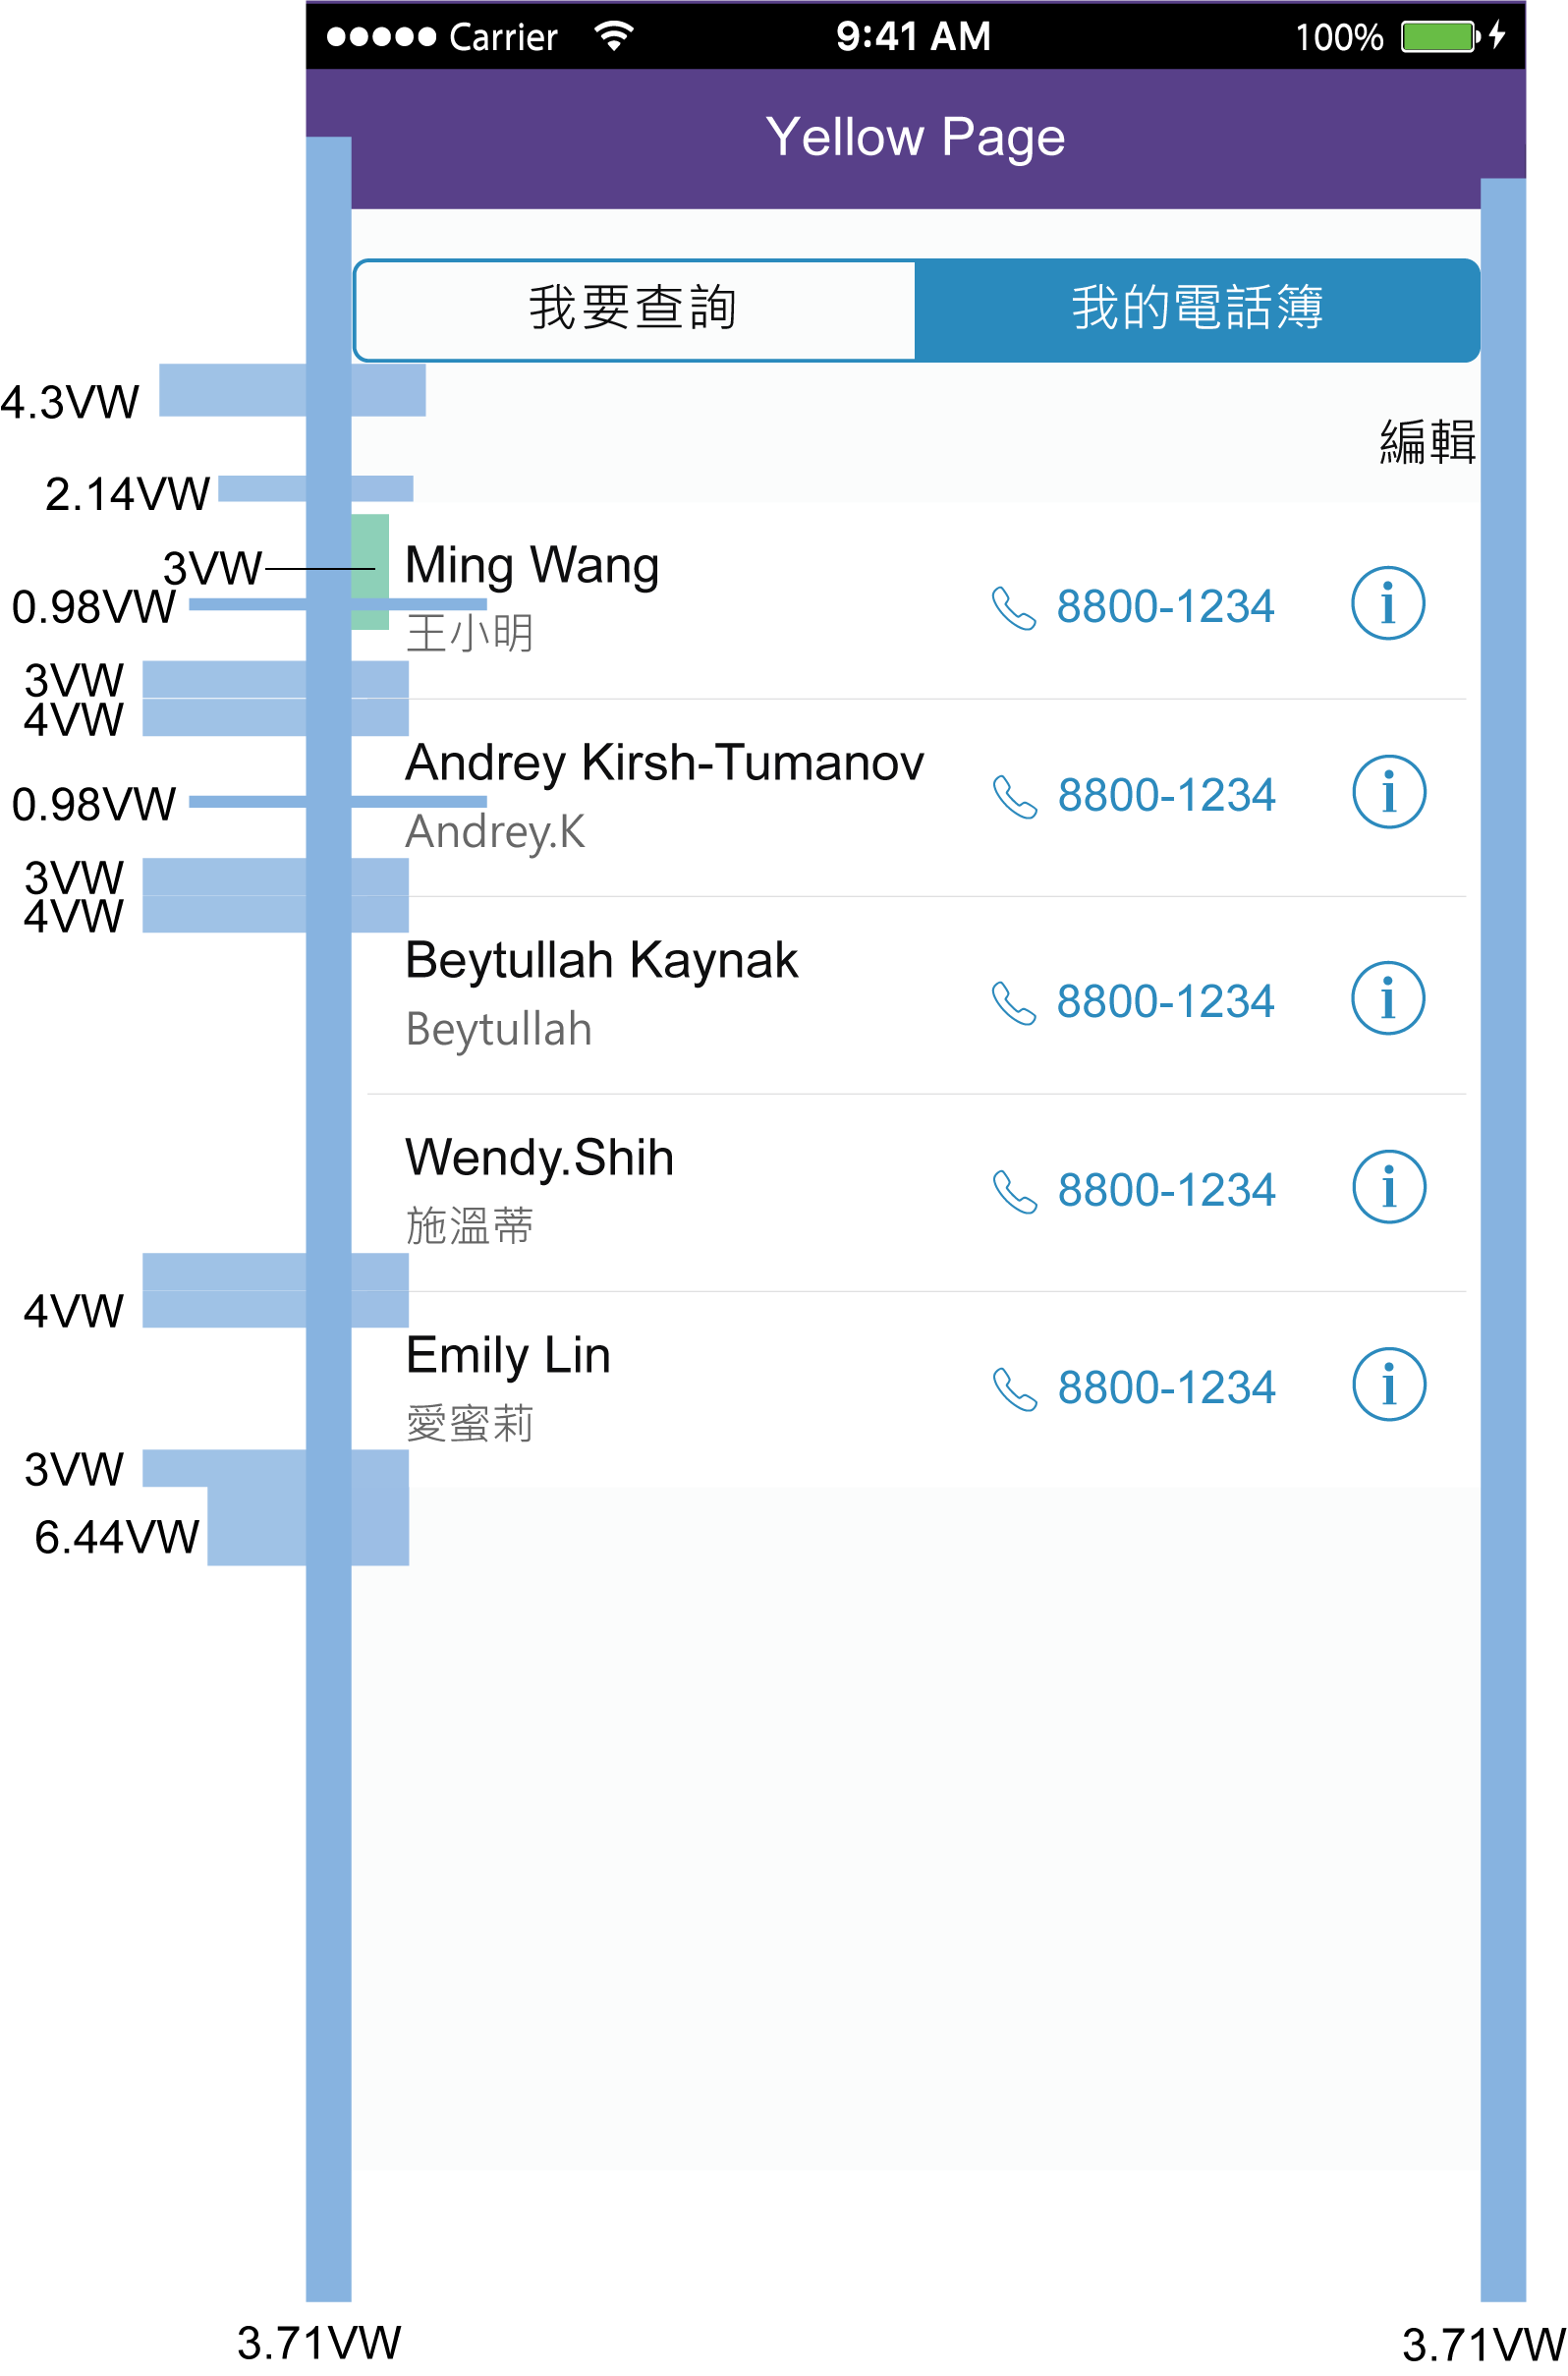 Carrier 9:41 AM 100%
Yellow Page
我要查詢 我的電話簿
4.3VW
編輯
2.14VW
3VW Ming Wang
0.98VW 8800-1234 i
王小明
3VW
4VW
Andrey Kirsh-Tumanov
0.98VW 8800-1234 i
Andrey.K
3VW
4VW
Beytullah Kaynak
8800-1234 i
Beytullah
Wendy.Shih
8800-1234 i
施溫蒂
4VW
Emily Lin
8800-1234 i
愛蜜莉
3VW
6.44VW
3.71VW 3.71VW